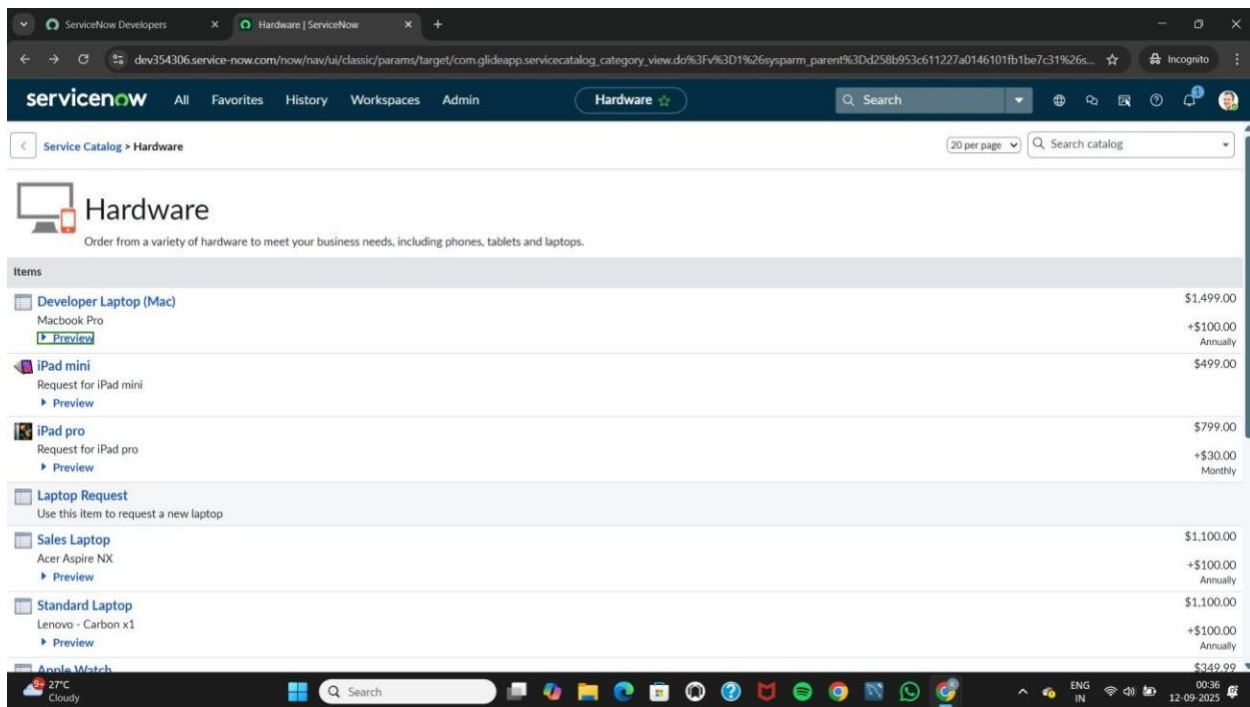 ServiceNow Developers
Hardware | ServiceNow
dev354306.service-now.com/now/nav/ui/classic/params/target/com.glideapp.servicecatalog_category_view.do%3Fv%3D1%26sysparm_parent%3Dd258b953c611227a0146101fb1be7c31%26s...
Incognito
servicenow All Favorites History Workspaces Admin Hardware Search 1
Service Catalog > Hardware 20 per page Search catalog
Hardware
Order from a variety of hardware to meet your business needs, including phones, tablets and laptops.
Items
Developer Laptop (Mac) $1,499.00
Macbook Pro +$100.00
Preview Annually
iPad mini $499.00
Request for iPad mini
Preview
iPad pro $799.00
Request for iPad pro +$30.00
Preview Monthly
Laptop Request
Use this item to request a new laptop
Sales Laptop $1,100.00
Acer Aspire NX +$100.00
Preview Annually
Standard Laptop $1,100.00
Lenovo - Carbon x1 +$100.00
Preview Annually
Apple Watch $349.99
9+ 27°C
Cloudy
Search
ENG
IN
00:36
12-09-2025